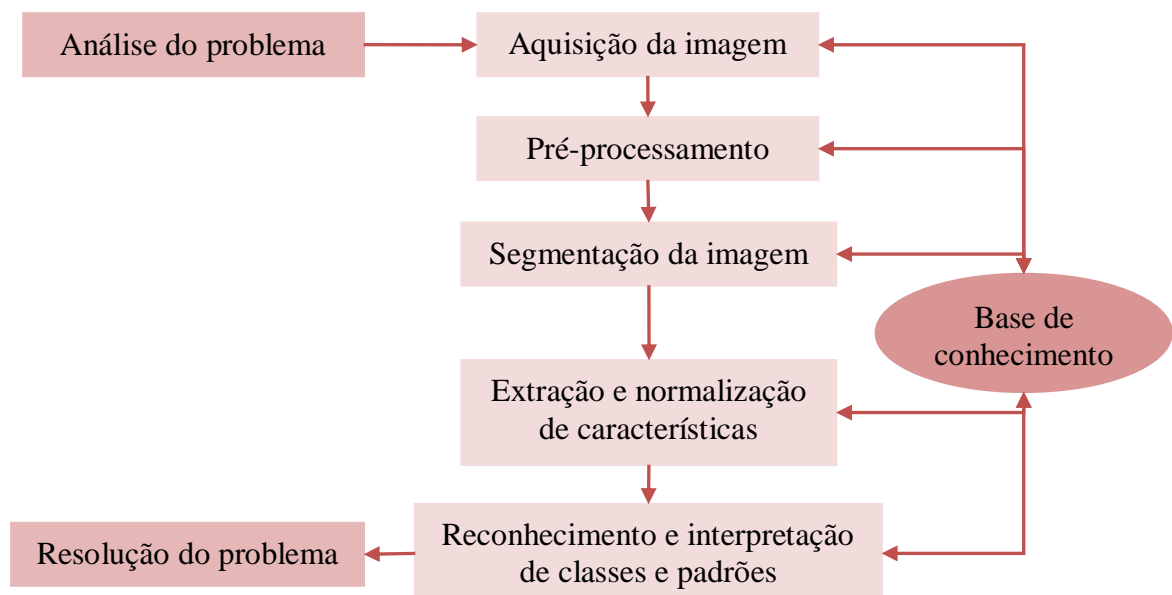 Análise do problema
Aquisição da imagem
Pré-processamento
Segmentação da imagem
Base de
conhecimento
Extração e normalização
de características
Reconhecimento e interpretação
de classes e padrões
Resolução do problema